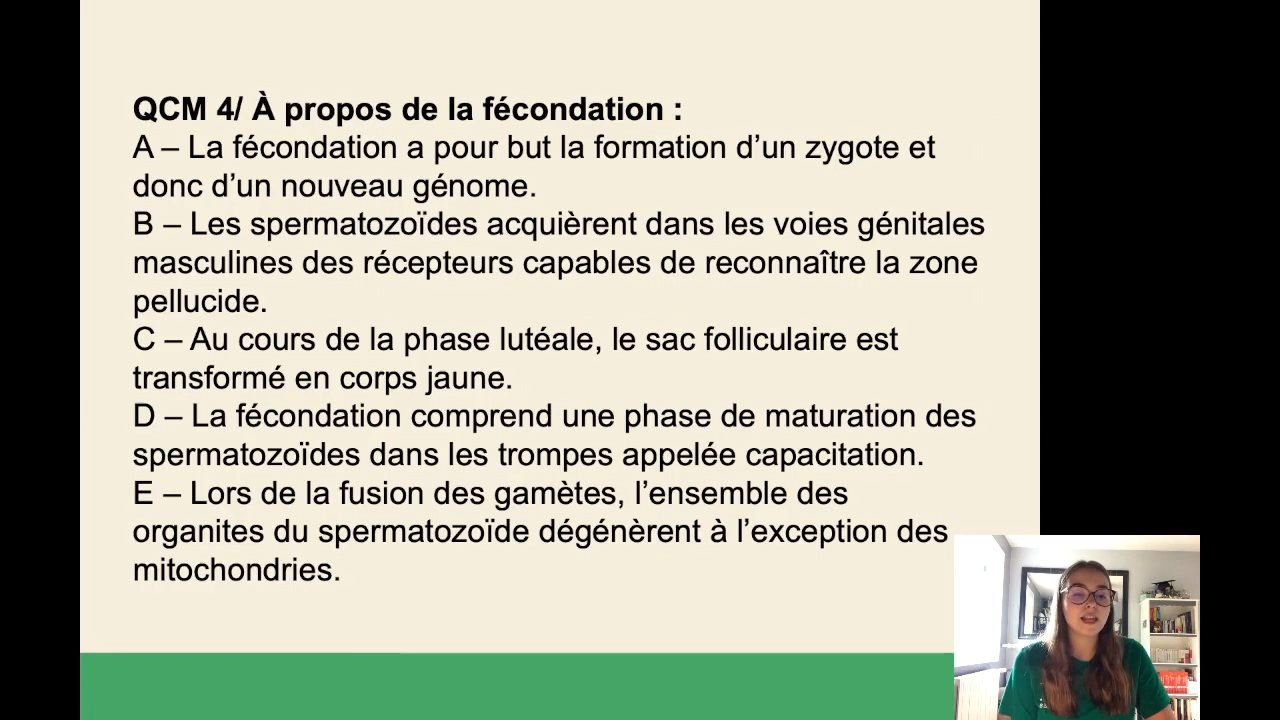 QCM 4/ À propos de la fécondation :
A – La fécondation a pour but la formation d’un zygote et
donc d’un nouveau génome.
B – Les spermatozoïdes acquièrent dans les voies génitales
masculines des récepteurs capables de reconnaître la zone
pellucide.
C – Au cours de la phase lutéale, le sac folliculaire est
transformé en corps jaune.
D – La fécondation comprend une phase de maturation des
spermatozoïdes dans les trompes appelée capacitation.
E – Lors de la fusion des gamètes, l’ensemble des
organites du spermatozoïde dégénèrent à l’exception des
mitochondries.